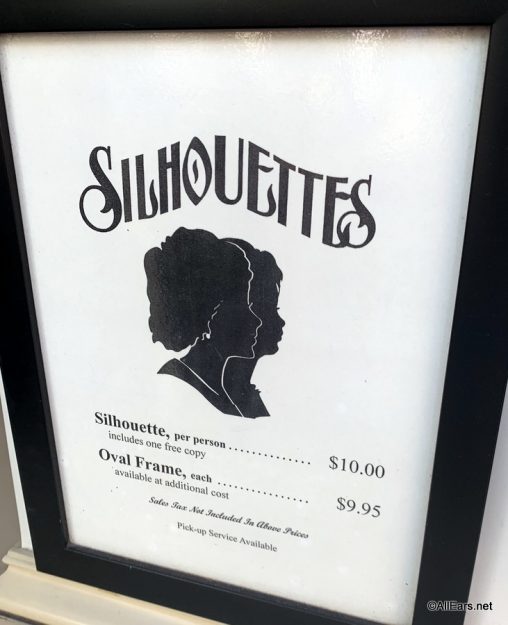 SILHOUETTES
Silhouette, per person .............. $10.00
includes one free copy
Oval Frame, each ................ $9.95
available at additional cost
Sales Tax Not Included In Above Prices
Pick-up Service Available
©AllEars.net